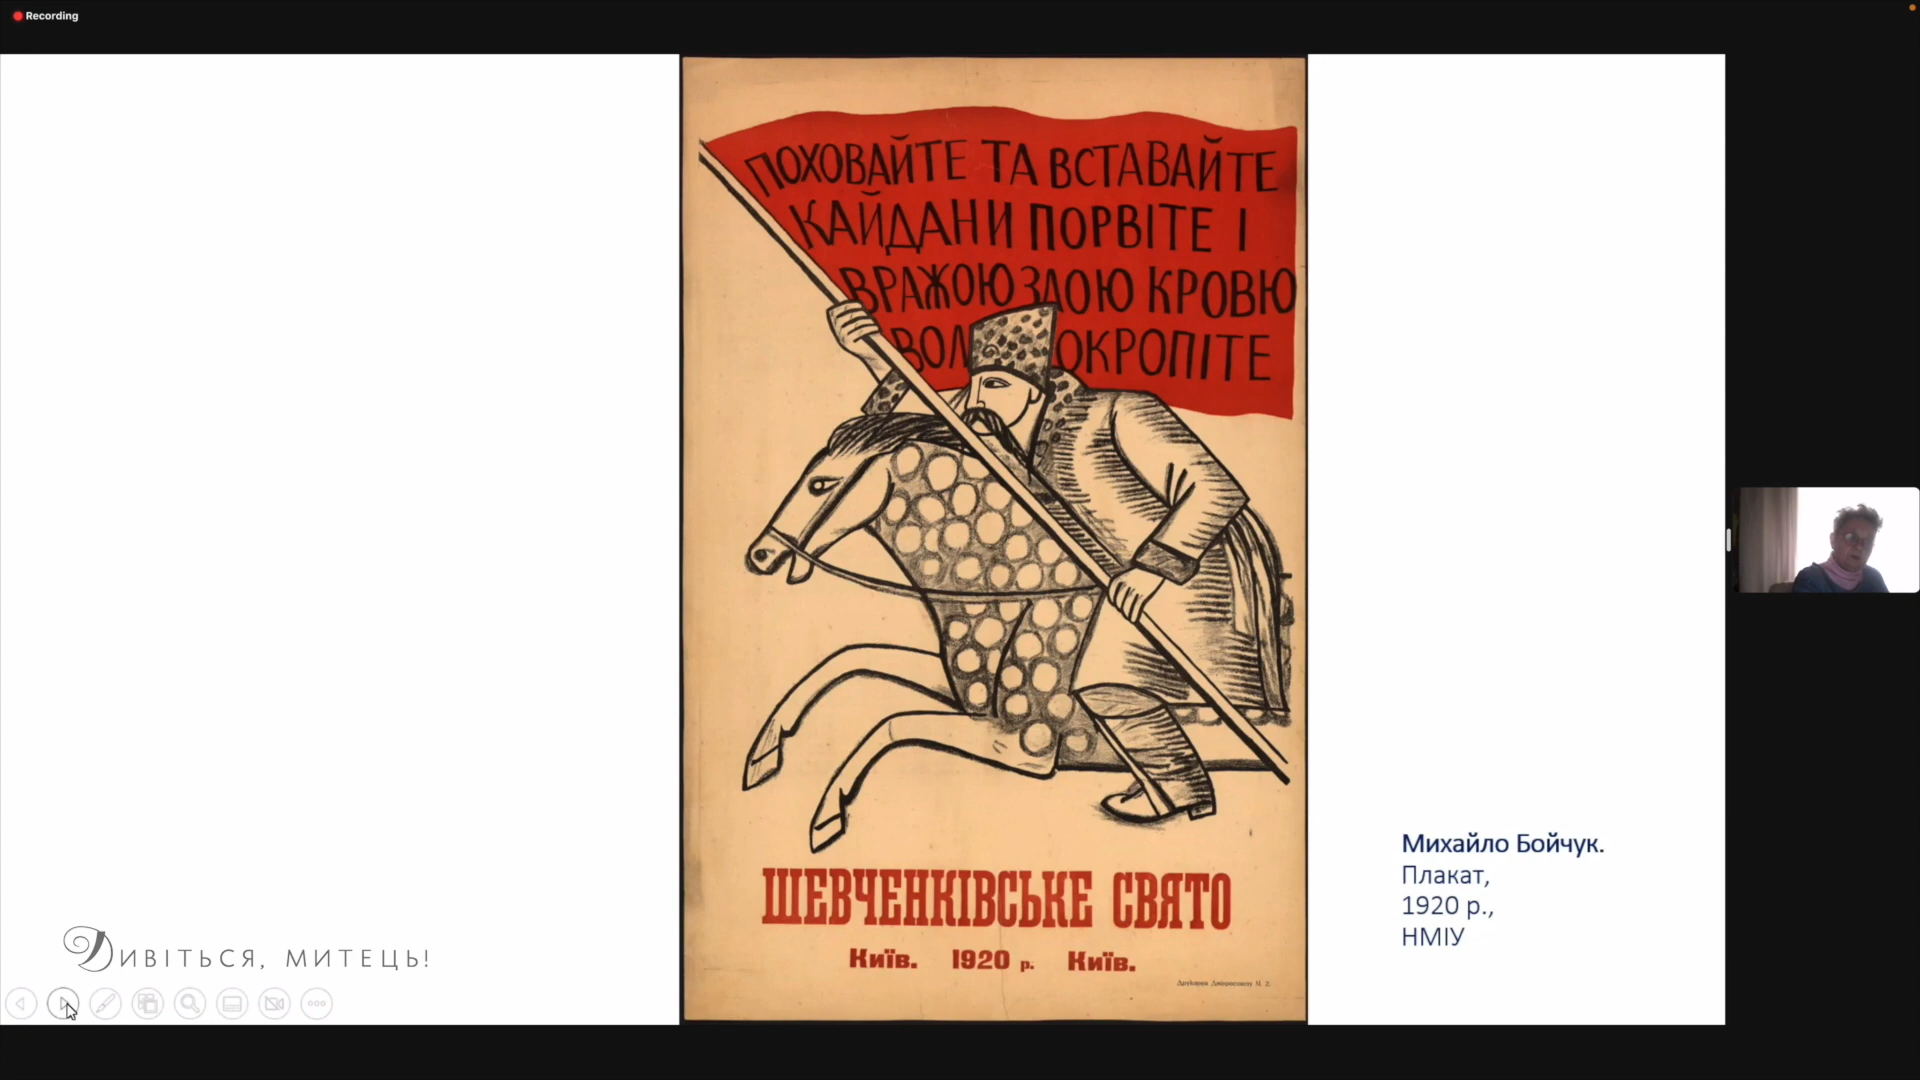 Recording
ПОХОВАЙТЕ ТА ВСТАВАЙТЕ
КАЙДАНИ ПОРВІТЕ І
ВРАЖОЮ ЗЛОЮ КРОВЮ
ВОЛ ОКРОПІТЕ
ШЕВЧЕНКІВСЬКЕ СВЯТО
Київ. 1920 р. Київ.
Михайло Бойчук.
Плакат,
1920 р.,
НМІУ
Дивіться, митець!